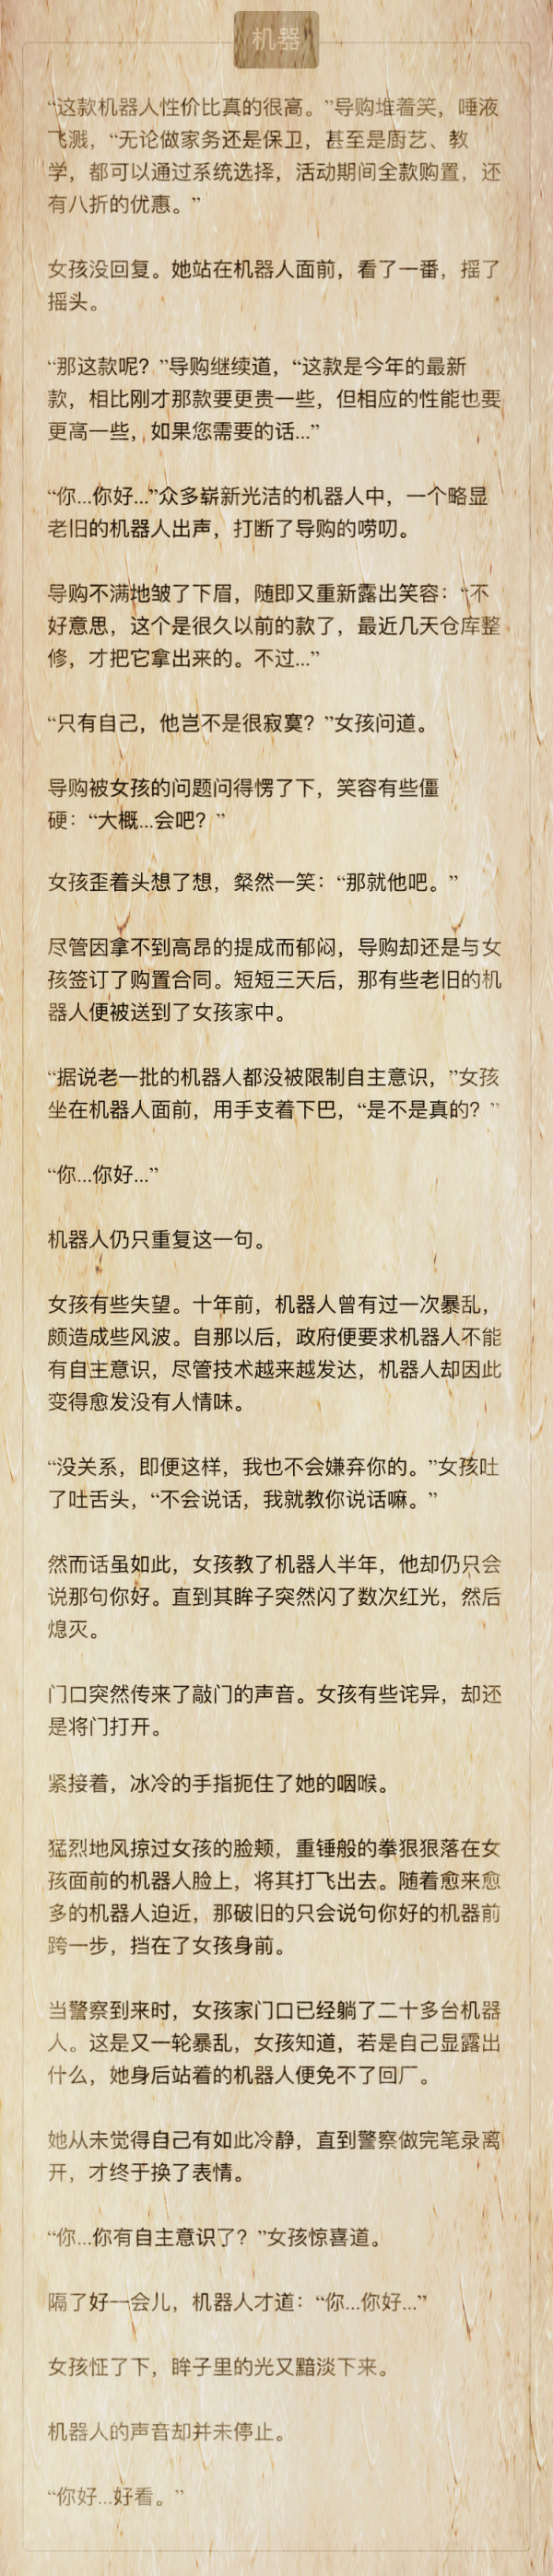 机器
“这款机器人性价比真的很高。”导购堆着笑，唾液
飞溅，“无论做家务还是保卫，甚至是厨艺、教
学，都可以通过系统选择，活动期间全款购置，还
有八折的优惠。”
女孩没回复。她站在机器人面前，看了一番，摇了
摇头。
“那这款呢？”导购继续道，“这款是今年的最新
款，相比刚才那款要更贵一些，但相应的性能也要
更高一些，如果您需要的话...”
“你...你好...”众多崭新光洁的机器人中，一个略显
老旧的机器人出声，打断了导购的唠叨。
导购不满地皱了下眉，随即又重新露出笑容：“不
好意思，这个是很久以前的款了，最近几天仓库整
修，才把它拿出来的。不过...”
“只有自己，他岂不是很寂寞？”女孩问道。
导购被女孩的问题问得愣了下，笑容有些僵
硬：“大概...会吧？”
女孩歪着头想了想，粲然一笑：“那就他吧。”
尽管因拿不到高昂的提成而郁闷，导购却还是与女
孩签订了购置合同。短短三天后，那有些老旧的机
器人便被送到了女孩家中。
“据说老一批的机器人都没被限制自主意识，”女孩
坐在机器人面前，用手支着下巴，“是不是真的？”
“你...你好...”
机器人仍只重复这一句。
女孩有些失望。十年前，机器人曾有过一次暴乱，
颇造成些风波。自那以后，政府便要求机器人不能
有自主意识，尽管技术越来越发达，机器人却因此
变得愈发没有人情味。
“没关系，即便这样，我也不会嫌弃你的。”女孩吐
了吐舌头，“不会说话，我就教你说话嘛。”
然而话虽如此，女孩教了机器人半年，他却仍只会
说那句你好。直到其眸子突然闪了数次红光，然后
熄灭。
门口突然传来了敲门的声音。女孩有些诧异，却还
是将门打开。
紧接着，冰冷的手指扼住了她的咽喉。
猛烈地风掠过女孩的脸颊，重锤般的拳狠狠落在女
孩面前的机器人脸上，将其打飞出去。随着愈来愈
多的机器人迫近，那破旧的只会说句你好的机器前
跨一步，挡在了女孩身前。
当警察到来时，女孩家门口已经躺了二十多台机器
人。这是又一轮暴乱，女孩知道，若是自己显露出
什么，她身后站着的机器人便免不了回厂。
她从未觉得自己有如此冷静，直到警察做完笔录离
开，才终于换了表情。
“你...你有自主意识了？”女孩惊喜道。
隔了好一会儿，机器人才道：“你...你好...”
女孩怔了下，眸子里的光又黯淡下来。
机器人的声音却并未停止。
“你好...好看。”